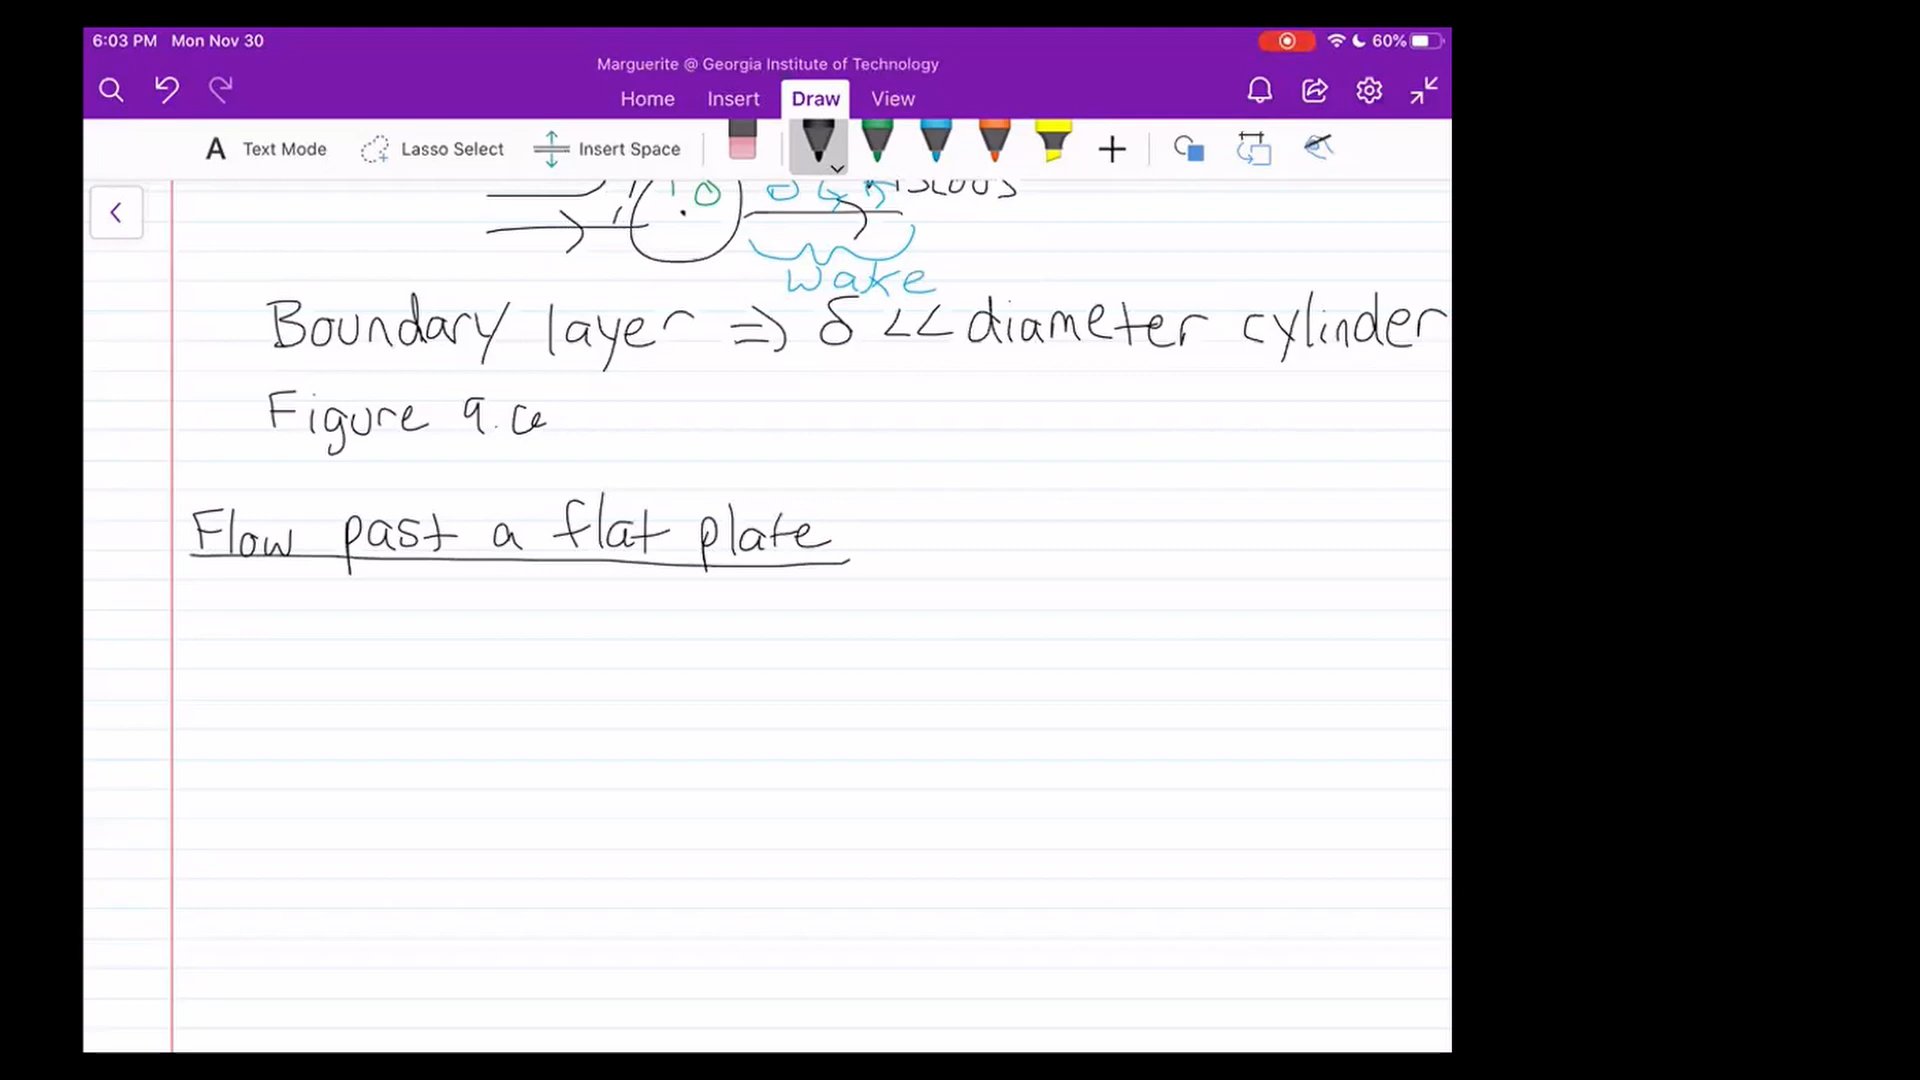 6:03 PM Mon Nov 30
60%
Marguerite @ Georgia Institute of Technology
Home Insert Draw View
A Text Mode Lasso Select Insert Space
wake
Boundary layer => δ << diameter cylinder
Figure
Flow past a flat plate